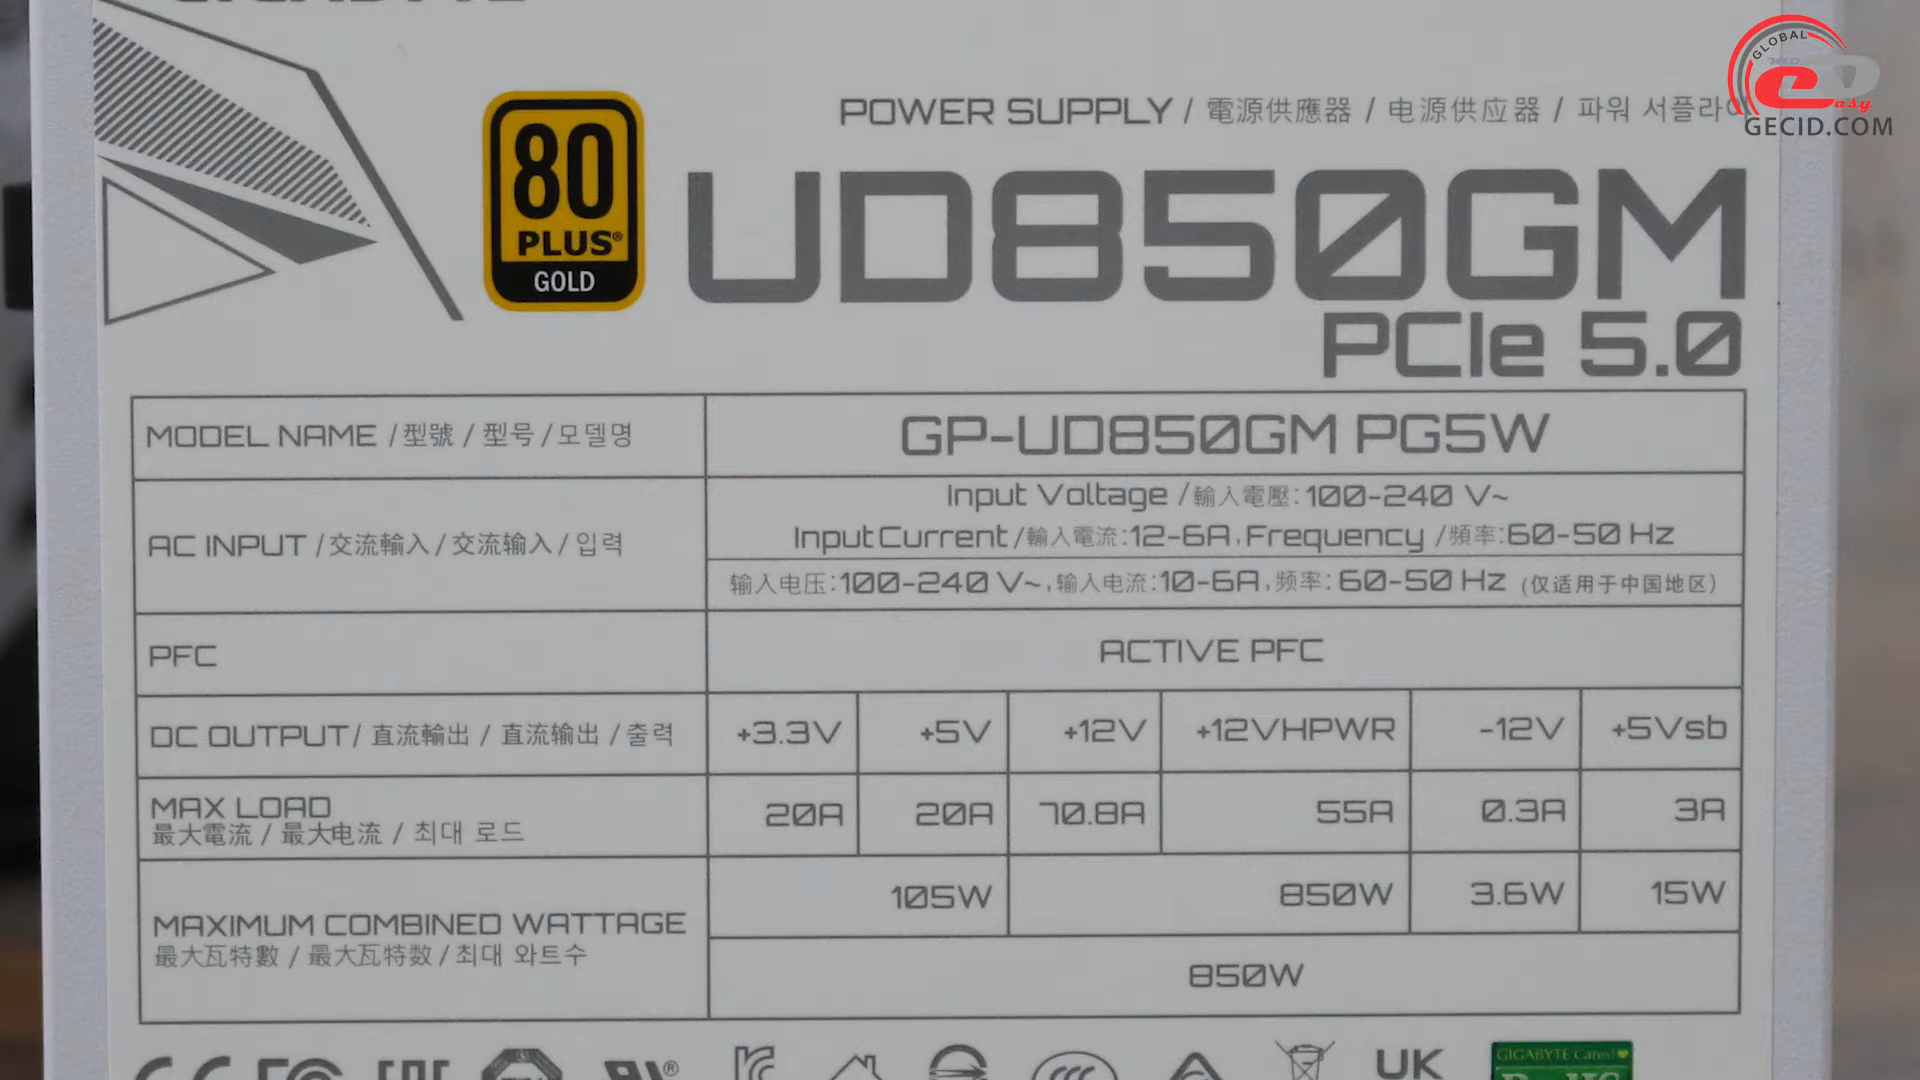 GIGABYTE
GLOBAL
easy
GECID.COM
POWER SUPPLY / 電源供應器 / 电源供应器 / 파워 서플라이
80
PLUS®
GOLD
UD850GM
PCIe 5.0
MODEL NAME / 型號 / 型号 / 모델명
GP-UD850GM PG5W
AC INPUT / 交流輸入 / 交流输入 / 입력
Input Voltage / 輸入電壓: 100-240 V~
Input Current / 輸入電流: 12-6A, Frequency / 頻率: 60-50 Hz
输入电压: 100-240 V~, 输入电流: 10-6A, 频率: 60-50 Hz (仅适用于中国地区)
PFC
ACTIVE PFC
DC OUTPUT / 直流輸出 / 直流输出 / 출력
+3.3V +5V +12V +12VHPWR -12V +5Vsb
MAX LOAD
最大電流 / 最大电流 / 최대 로드
20A 20A 70.8A 55A 0.3A 3A
MAXIMUM COMBINED WATTAGE
最大瓦特數 / 最大瓦特数 / 최대 와트수
105W 850W 3.6W 15W
850W
UK
GIGABYTE Cares!
RoHS